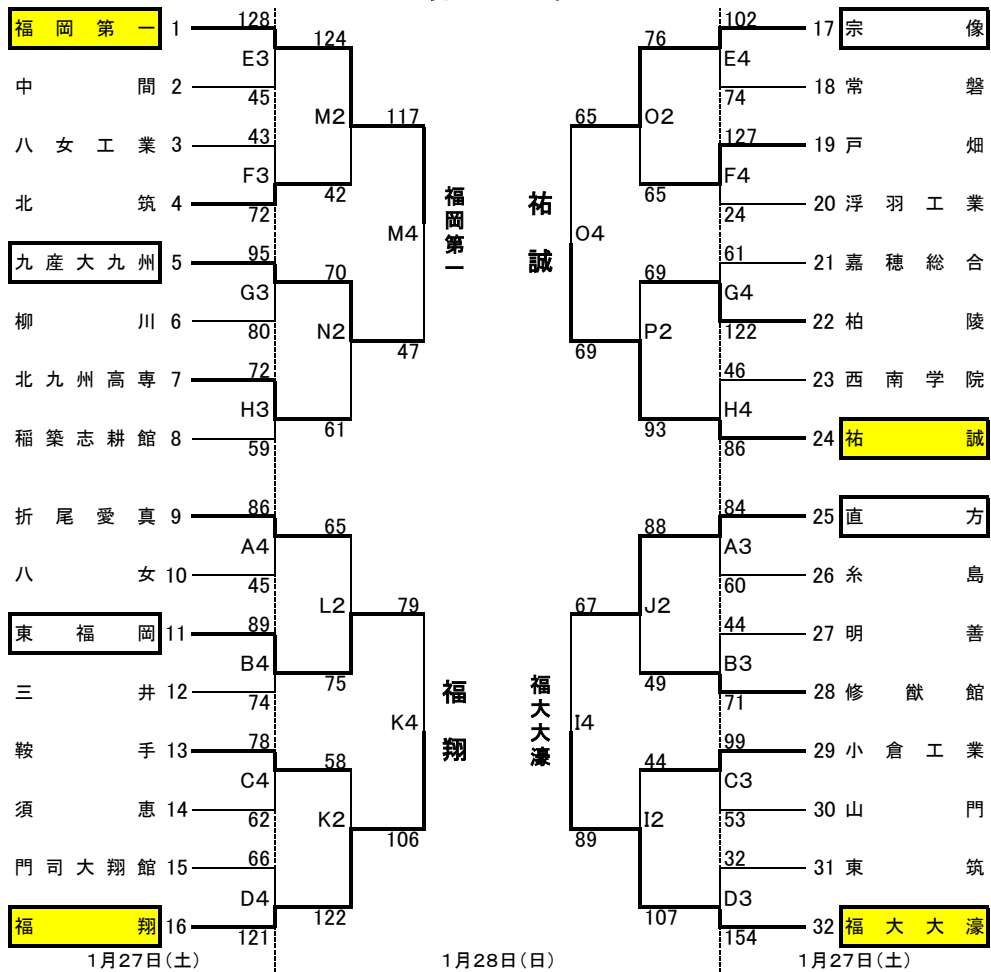 128
福岡第一 1
E3
中間 2
45
124
M2
43
八女工業 3
F3
北筑 4
72
42
117
M4
95
九産大九州 5
G3
柳川 6
80
70
N2
72
北九州高専 7
H3
稲築志耕館 8
59
61
47
福岡第一
86
折尾愛真 9
A4
八女 10
45
65
L2
89
東福岡 11
B4
三井 12
74
75
79
K4
78
鞍手 13
C4
須恵 14
62
58
K2
66
門司大翔館 15
D4
福翔 16
121
122
106
福翔
102
17 宗像
E4
18 常磐
74
76
O2
127
19 戸畑
F4
20 浮羽工業
24
65
65
O4
61
21 嘉穂総合
G4
22 柏陵
122
69
P2
46
23 西南学院
H4
24 祐誠
86
93
69
祐誠
84
25 直方
A3
26 糸島
60
88
J2
44
27 明善
B3
28 修猷館
71
49
67
I4
99
29 小倉工業
C3
30 山門
53
44
I2
32
31 東筑
D3
32 福大大濠
154
107
89
福大大濠
1月27日(土)
1月28日(日)
1月27日(土)